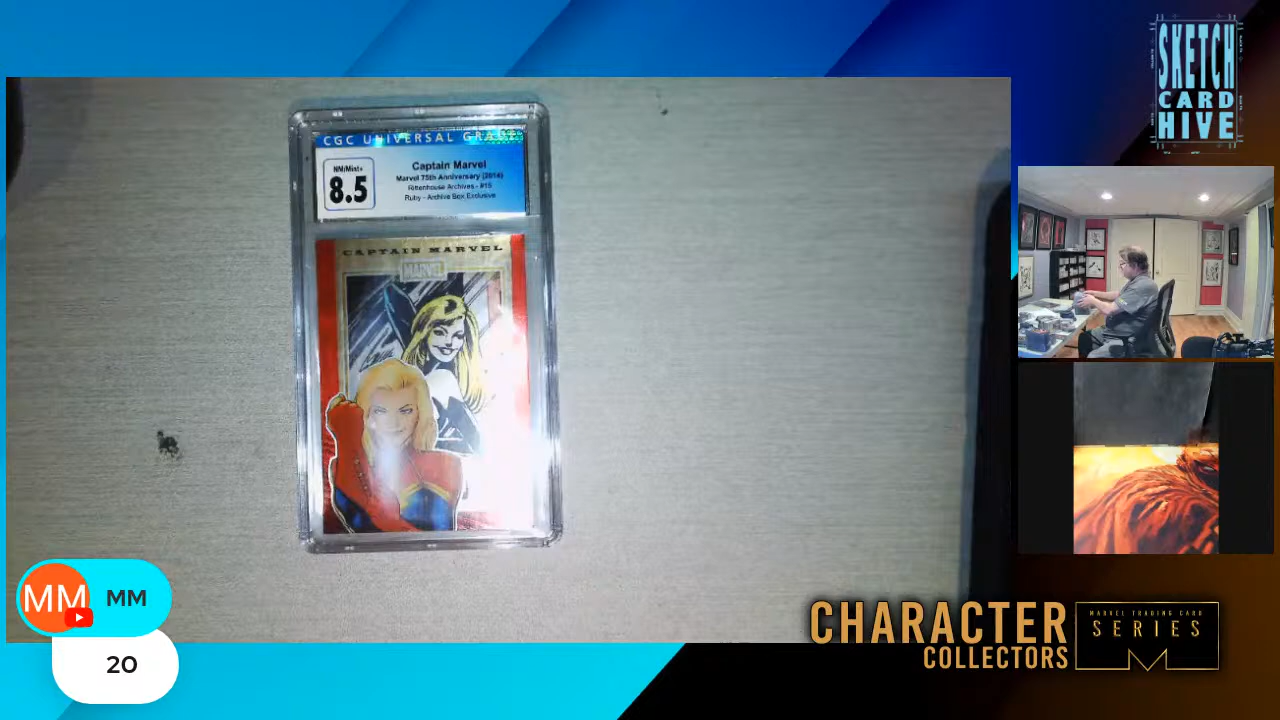 SKETCH
CARD
HIVE
CGC UNIVERSAL GRADE
NM/Mint+
8.5
Captain Marvel
Marvel 75th Anniversary (2014)
Rittenhouse Archives - #15
Ruby - Archive Box Exclusive
CAPTAIN MARVEL
MARVEL
MM
MM
20
CHARACTER
COLLECTORS
MARVEL TRADING CARD
SERIES